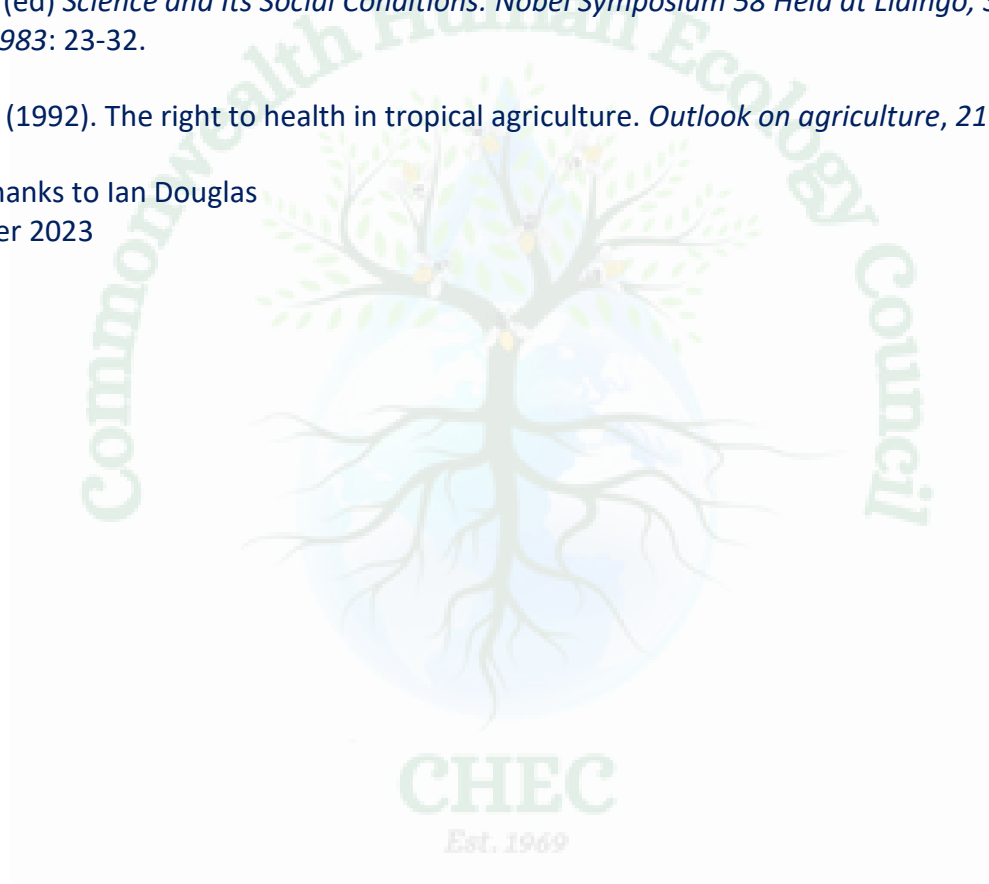 (ed) Science and Its Social Conditions: Nobel Symposium 58 Held at Lidingö, S
983: 23-32.
(1992). The right to health in tropical agriculture. Outlook on agriculture, 21
hanks to Ian Douglas
er 2023
Commonwealth Human Ecology Council
CHEC
Est. 1969